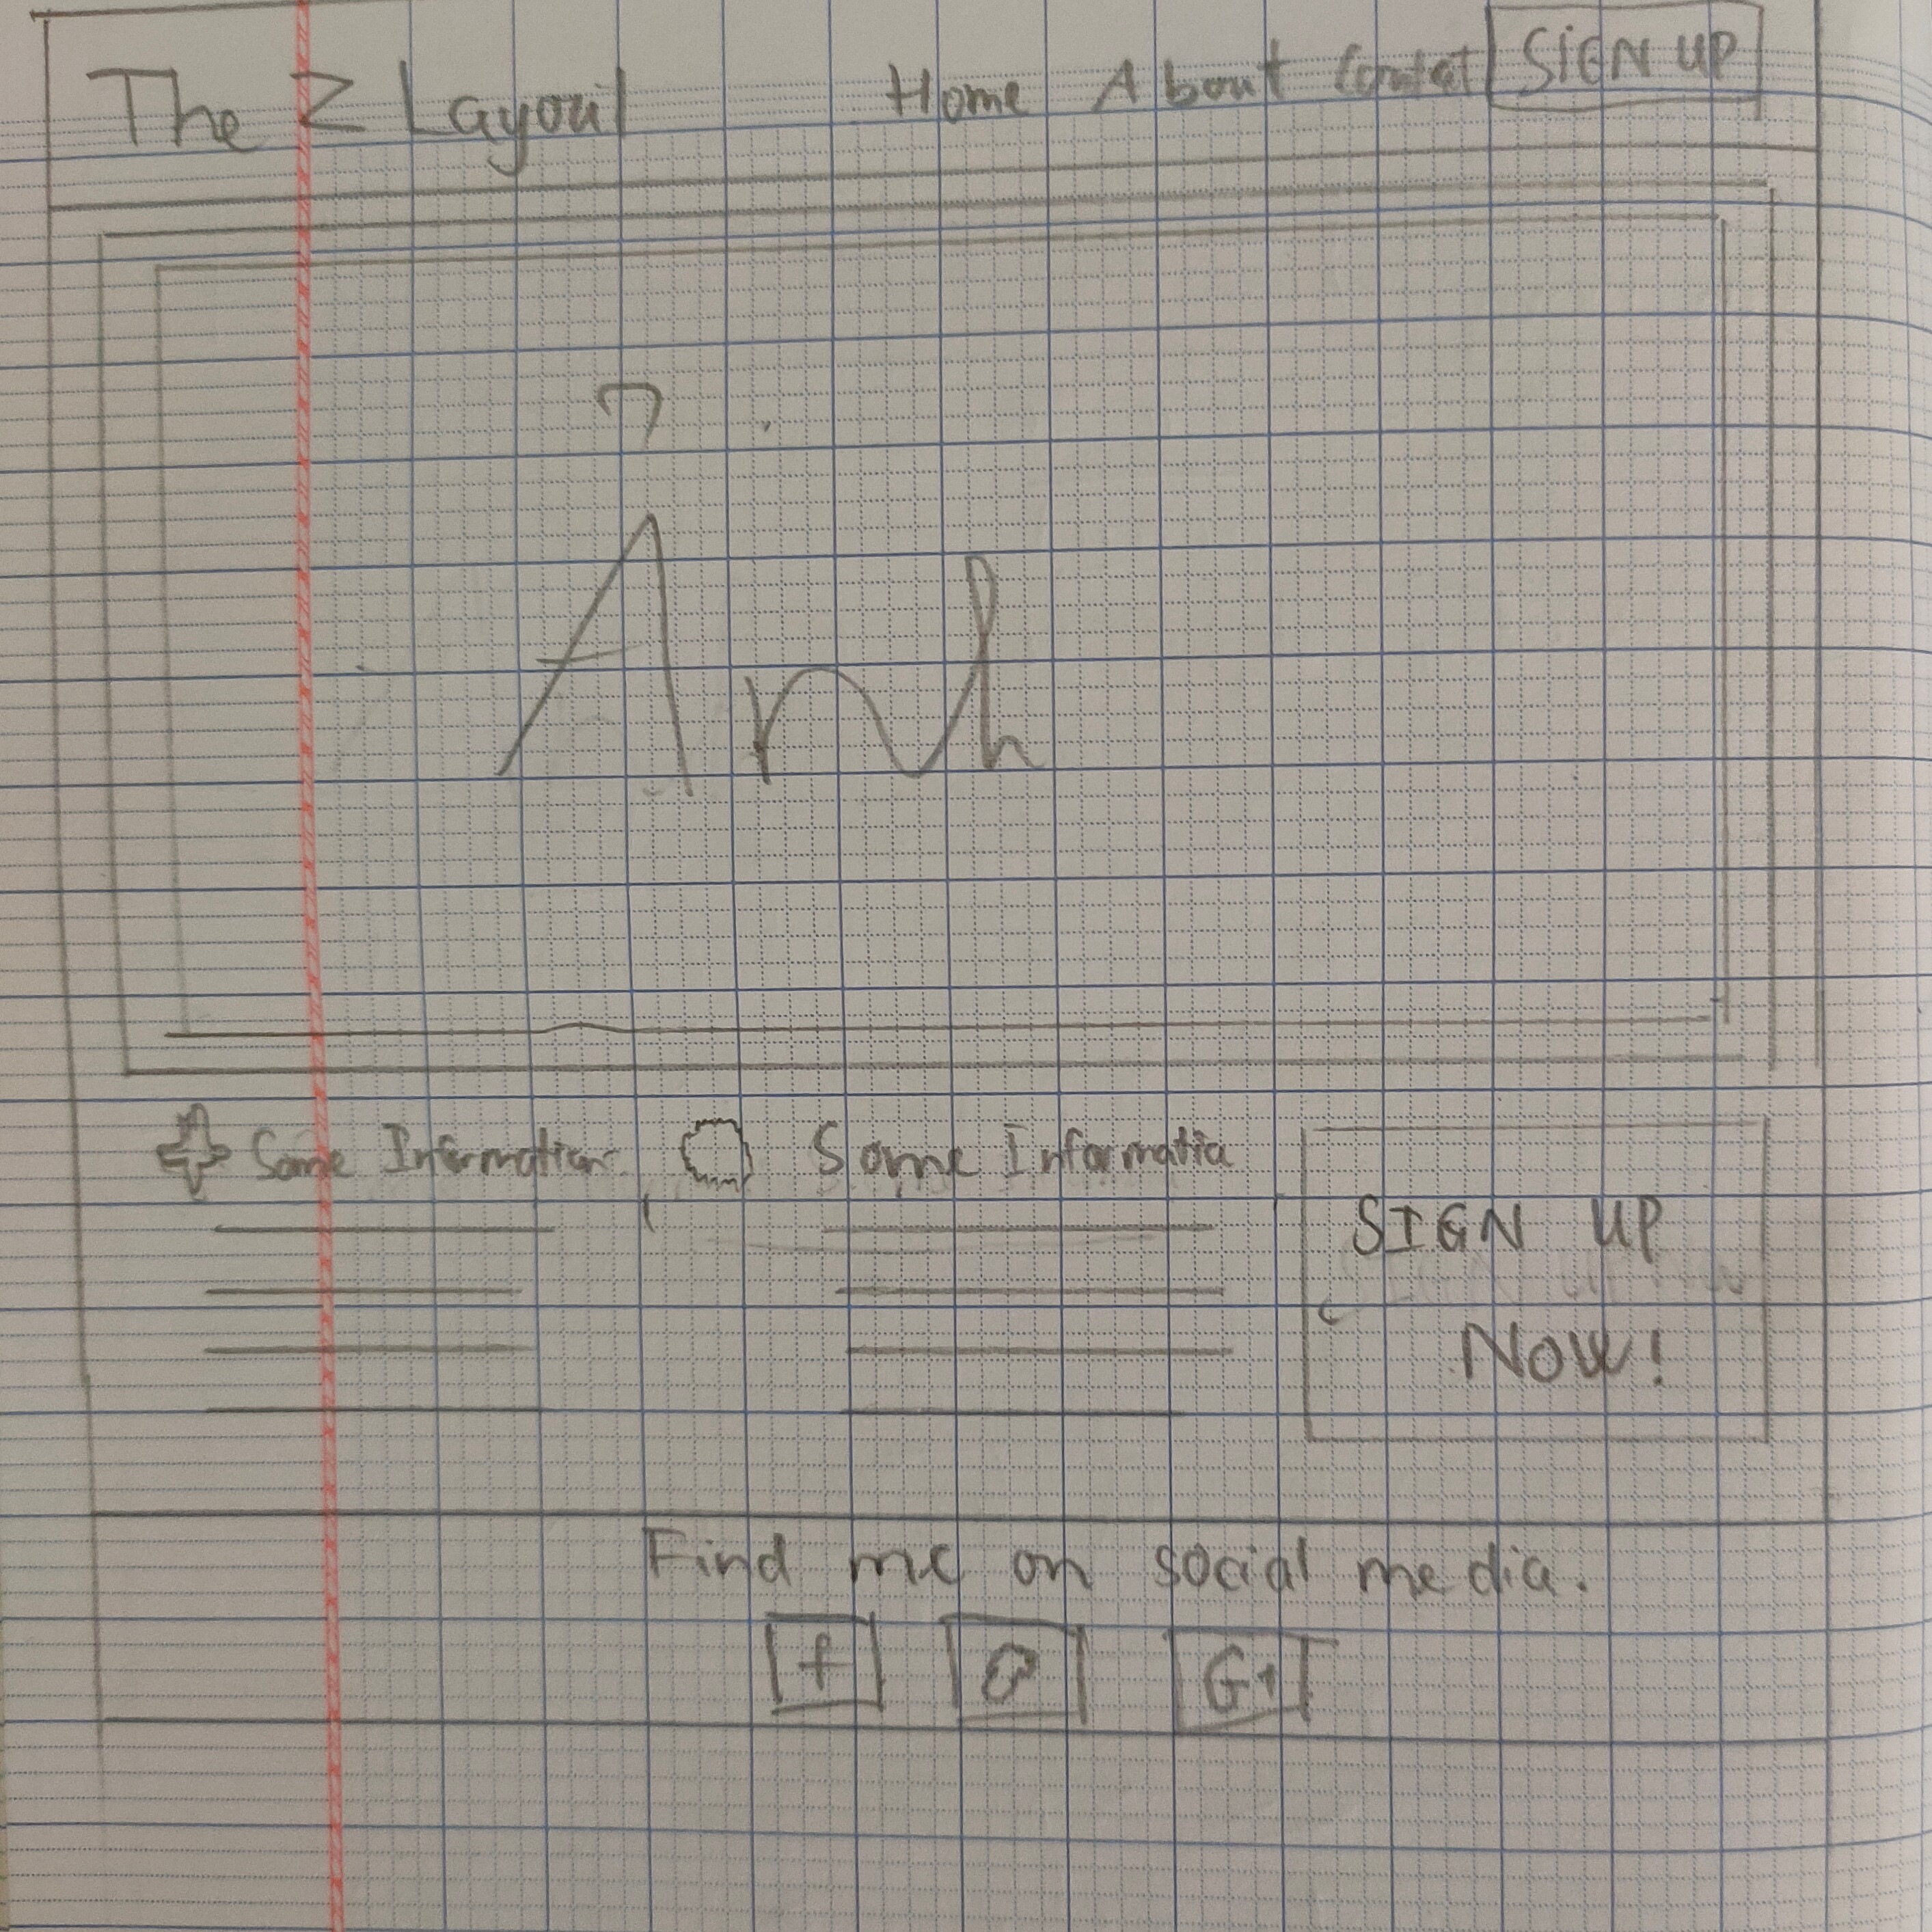 The Z Layout Home About Contact SIGN UP
Ảnh
Some Information Some Informatio
SIGN UP
NOW!
Find me on social media.
f G+